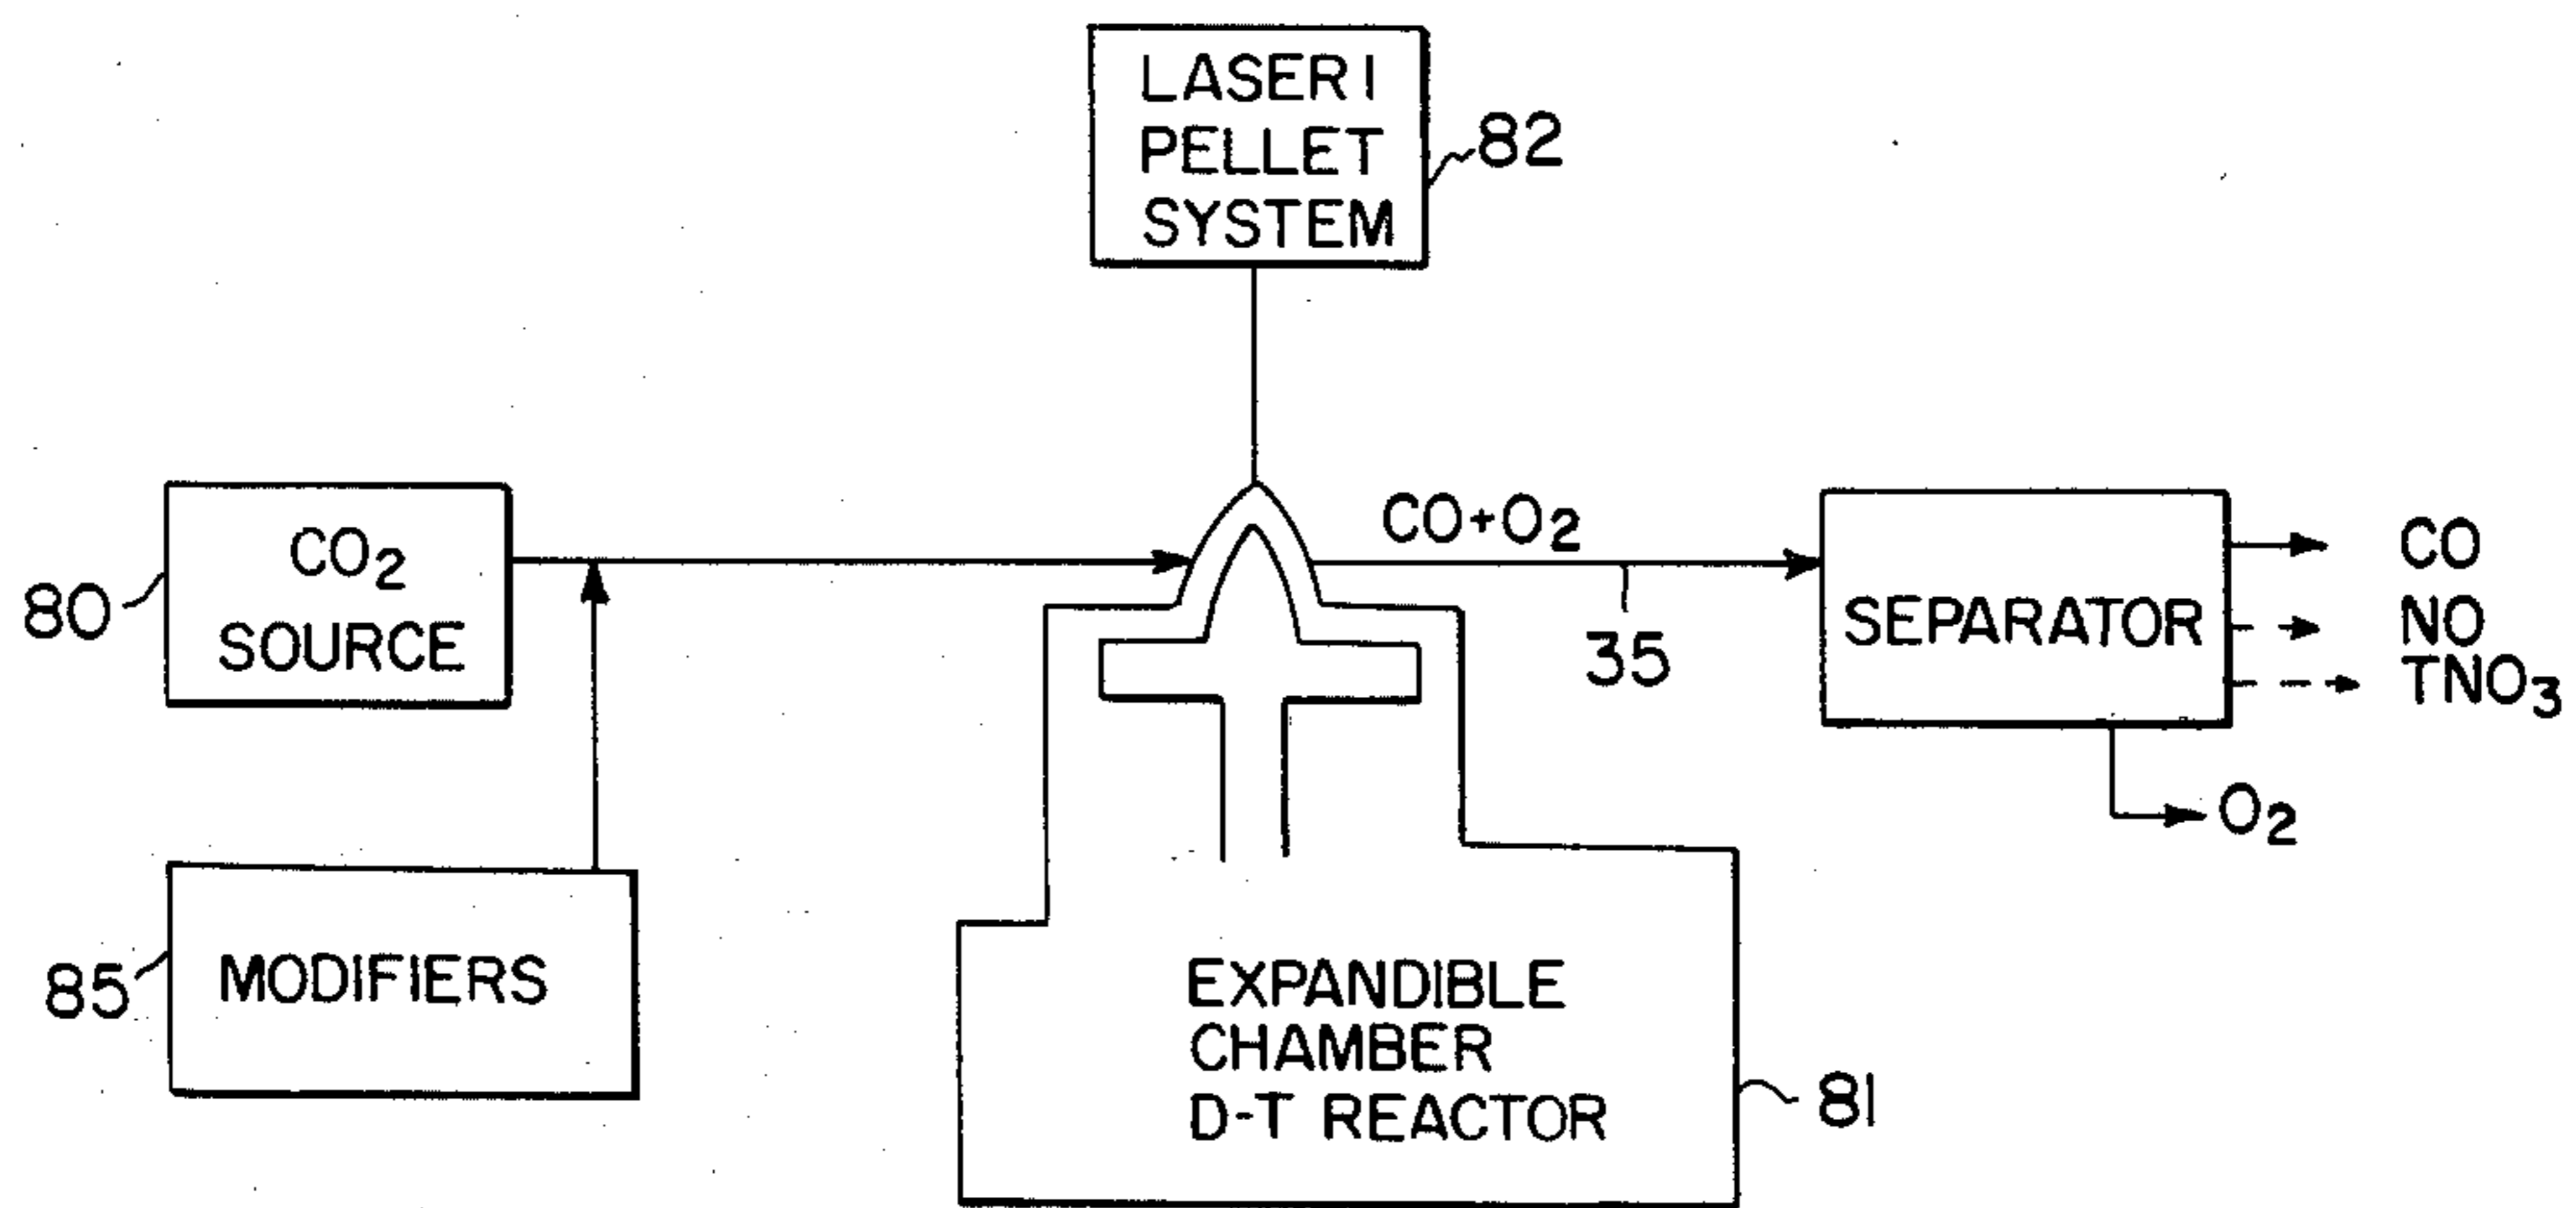 LASER I
PELLET
SYSTEM
82
CO2
SOURCE
80
CO+O2
35
SEPARATOR
CO
NO
TNO3
O2
MODIFIERS
85
EXPANDIBLE
CHAMBER
D-T REACTOR
81